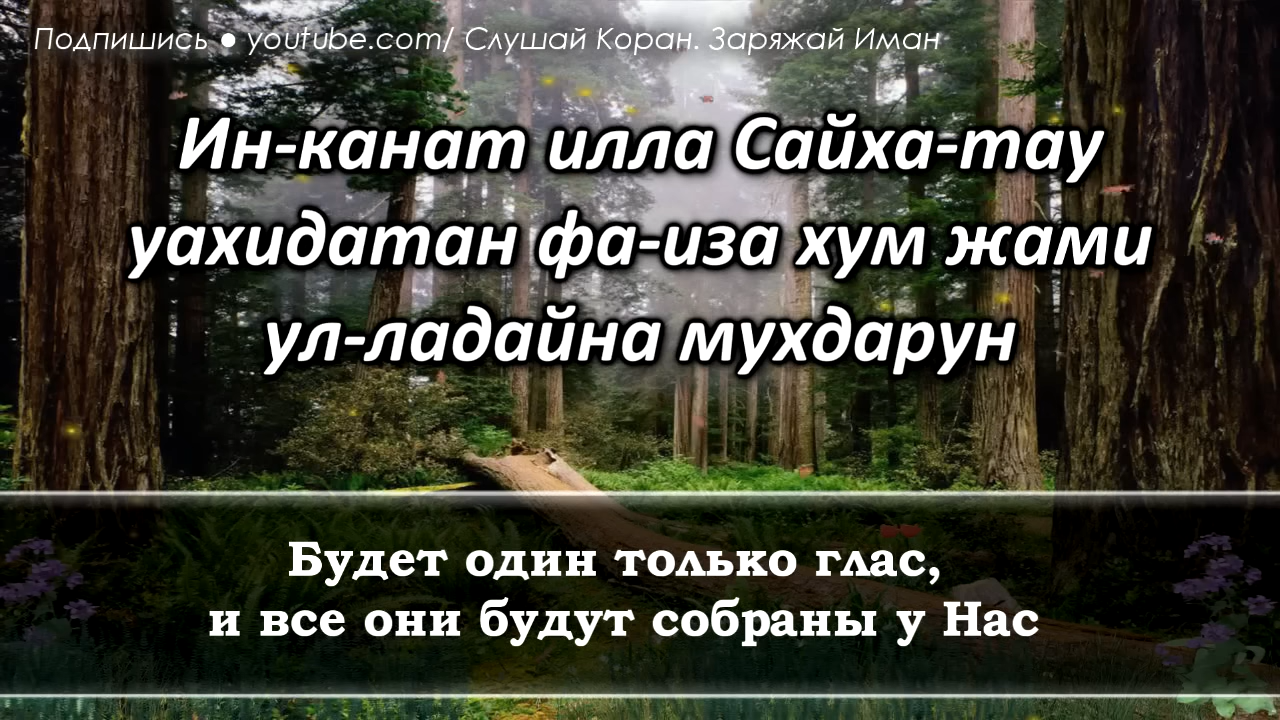 Подпишись ● youtube.com/ Слушай Коран. Заряжай Иман
Ин-канат илла Сайха-тау
уахидатан фа-иза хум жами
ул-ладайна мухдарун
Будет один только глас,
и все они будут собраны у Нас